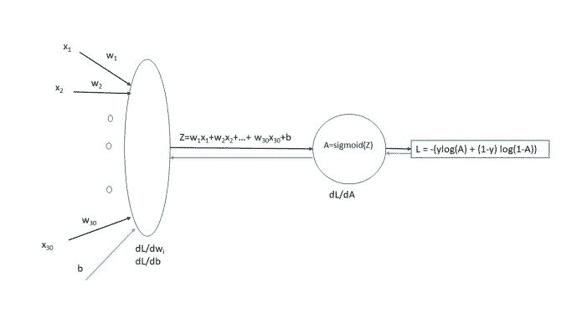 x₁
w₁
x₂
w₂
Z=w₁x₁+w₂x₂+...+ w₃₀x₃₀+b
A=sigmoid(Z)
L = -(ylog(A) + (1-y) log(1-A))
dL/dA
w₃₀
x₃₀
b
dL/dwᵢ
dL/db